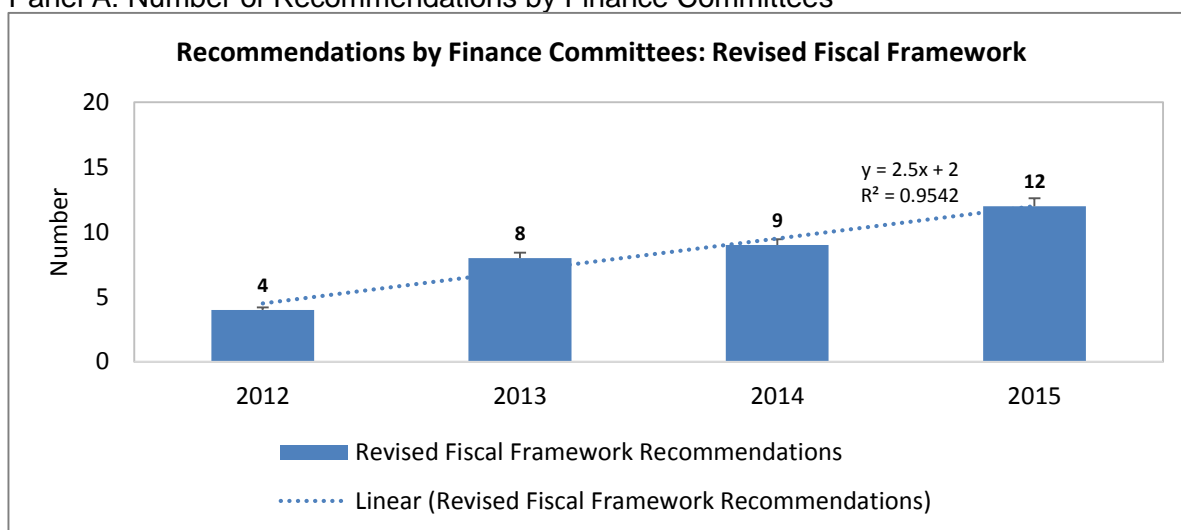 Panel A: Number of Recommendations by Finance Committees
Recommendations by Finance Committees: Revised Fiscal Framework
20
15
10
5
0
Number
y = 2.5x + 2
R² = 0.9542
4
8
9
12
2012
2013
2014
2015
Revised Fiscal Framework Recommendations
Linear (Revised Fiscal Framework Recommendations)